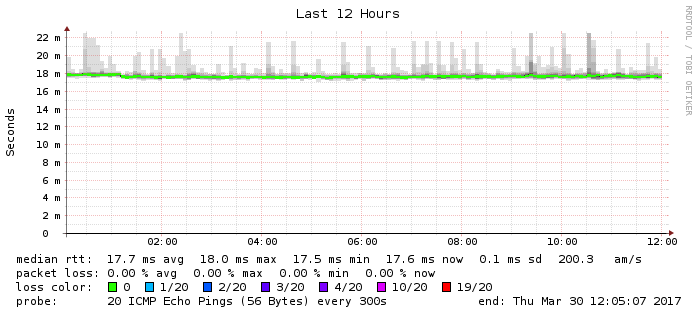 Last 12 Hours
RRDTOOL / TOBI OETIKER
Seconds
22 m
20 m
18 m
16 m
14 m
12 m
10 m
8 m
6 m
4 m
2 m
0
02:00 04:00 06:00 08:00 10:00 12:00
median rtt: 17.7 ms avg 18.0 ms max 17.5 ms min 17.6 ms now 0.1 ms sd 200.3 am/s
packet loss: 0.00 % avg 0.00 % max 0.00 % min 0.00 % now
loss color: 0 1/20 2/20 3/20 4/20 10/20 19/20
probe: 20 ICMP Echo Pings (56 Bytes) every 300s end: Thu Mar 30 12:05:07 2017